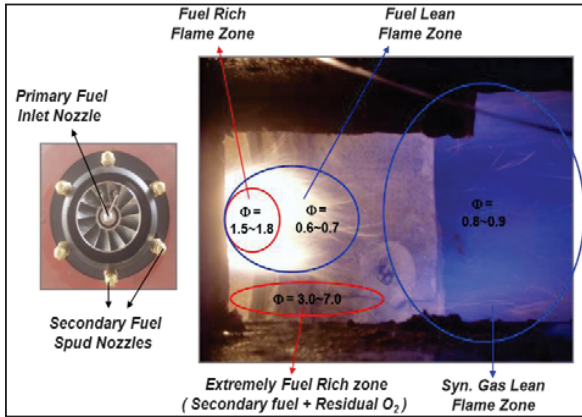 Fuel Rich
Flame Zone
Fuel Lean
Flame Zone
Primary Fuel
Inlet Nozzle
Φ =
1.5~1.8
Φ =
0.6~0.7
Φ =
0.8~0.9
Φ = 3.0~7.0
Secondary Fuel
Spud Nozzles
Extremely Fuel Rich zone
( Secondary fuel + Residual O₂ )
Syn. Gas Lean
Flame Zone